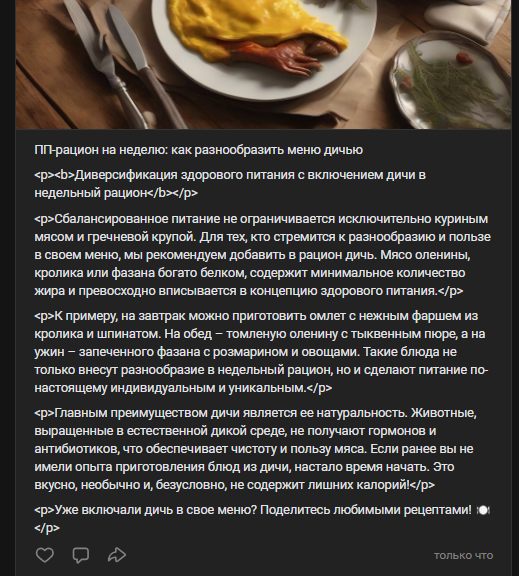 ПП-рацион на неделю: как разнообразить меню дичью
<p><b>Диверсификация здорового питания с включением дичи в
недельный рацион</b></p>
<p>Сбалансированное питание не ограничивается исключительно куриным
мясом и гречневой крупой. Для тех, кто стремится к разнообразию и пользе
в своем меню, мы рекомендуем добавить в рацион дичь. Мясо оленины,
кролика или фазана богато белком, содержит минимальное количество
жира и превосходно вписывается в концепцию здорового питания.</p>
<p>К примеру, на завтрак можно приготовить омлет с нежным фаршем из
кролика и шпинатом. На обед – томленую оленину с тыквенным пюре, а на
ужин – запеченного фазана с розмарином и овощами. Такие блюда не
только внесут разнообразие в недельный рацион, но и сделают питание по-
настоящему индивидуальным и уникальным.</p>
<p>Главным преимуществом дичи является ее натуральность. Животные,
выращенные в естественной дикой среде, не получают гормонов и
антибиотиков, что обеспечивает чистоту и пользу мяса. Если ранее вы не
имели опыта приготовления блюд из дичи, настало время начать. Это
вкусно, необычно и, безусловно, не содержит лишних калорий!</p>
<p>Уже включали дичь в свое меню? Поделитесь любимыми рецептами! 🍽
</p>
только что